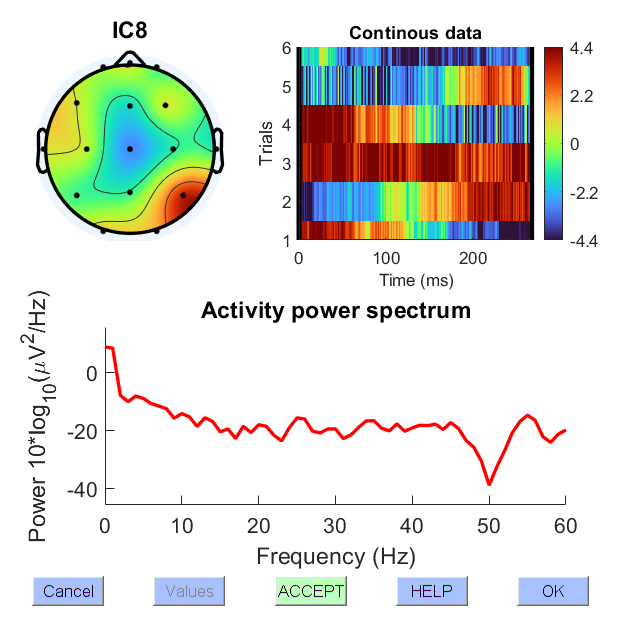 IC8
Continous data
6
5
4
3
2
1
Trials
0
100
200
Time (ms)
4.4
2.2
0
-2.2
-4.4
Activity power spectrum
Power 10*log10(μV2/Hz)
0
-20
-40
0
10
20
30
40
50
60
Frequency (Hz)
Cancel
Values
ACCEPT
HELP
OK